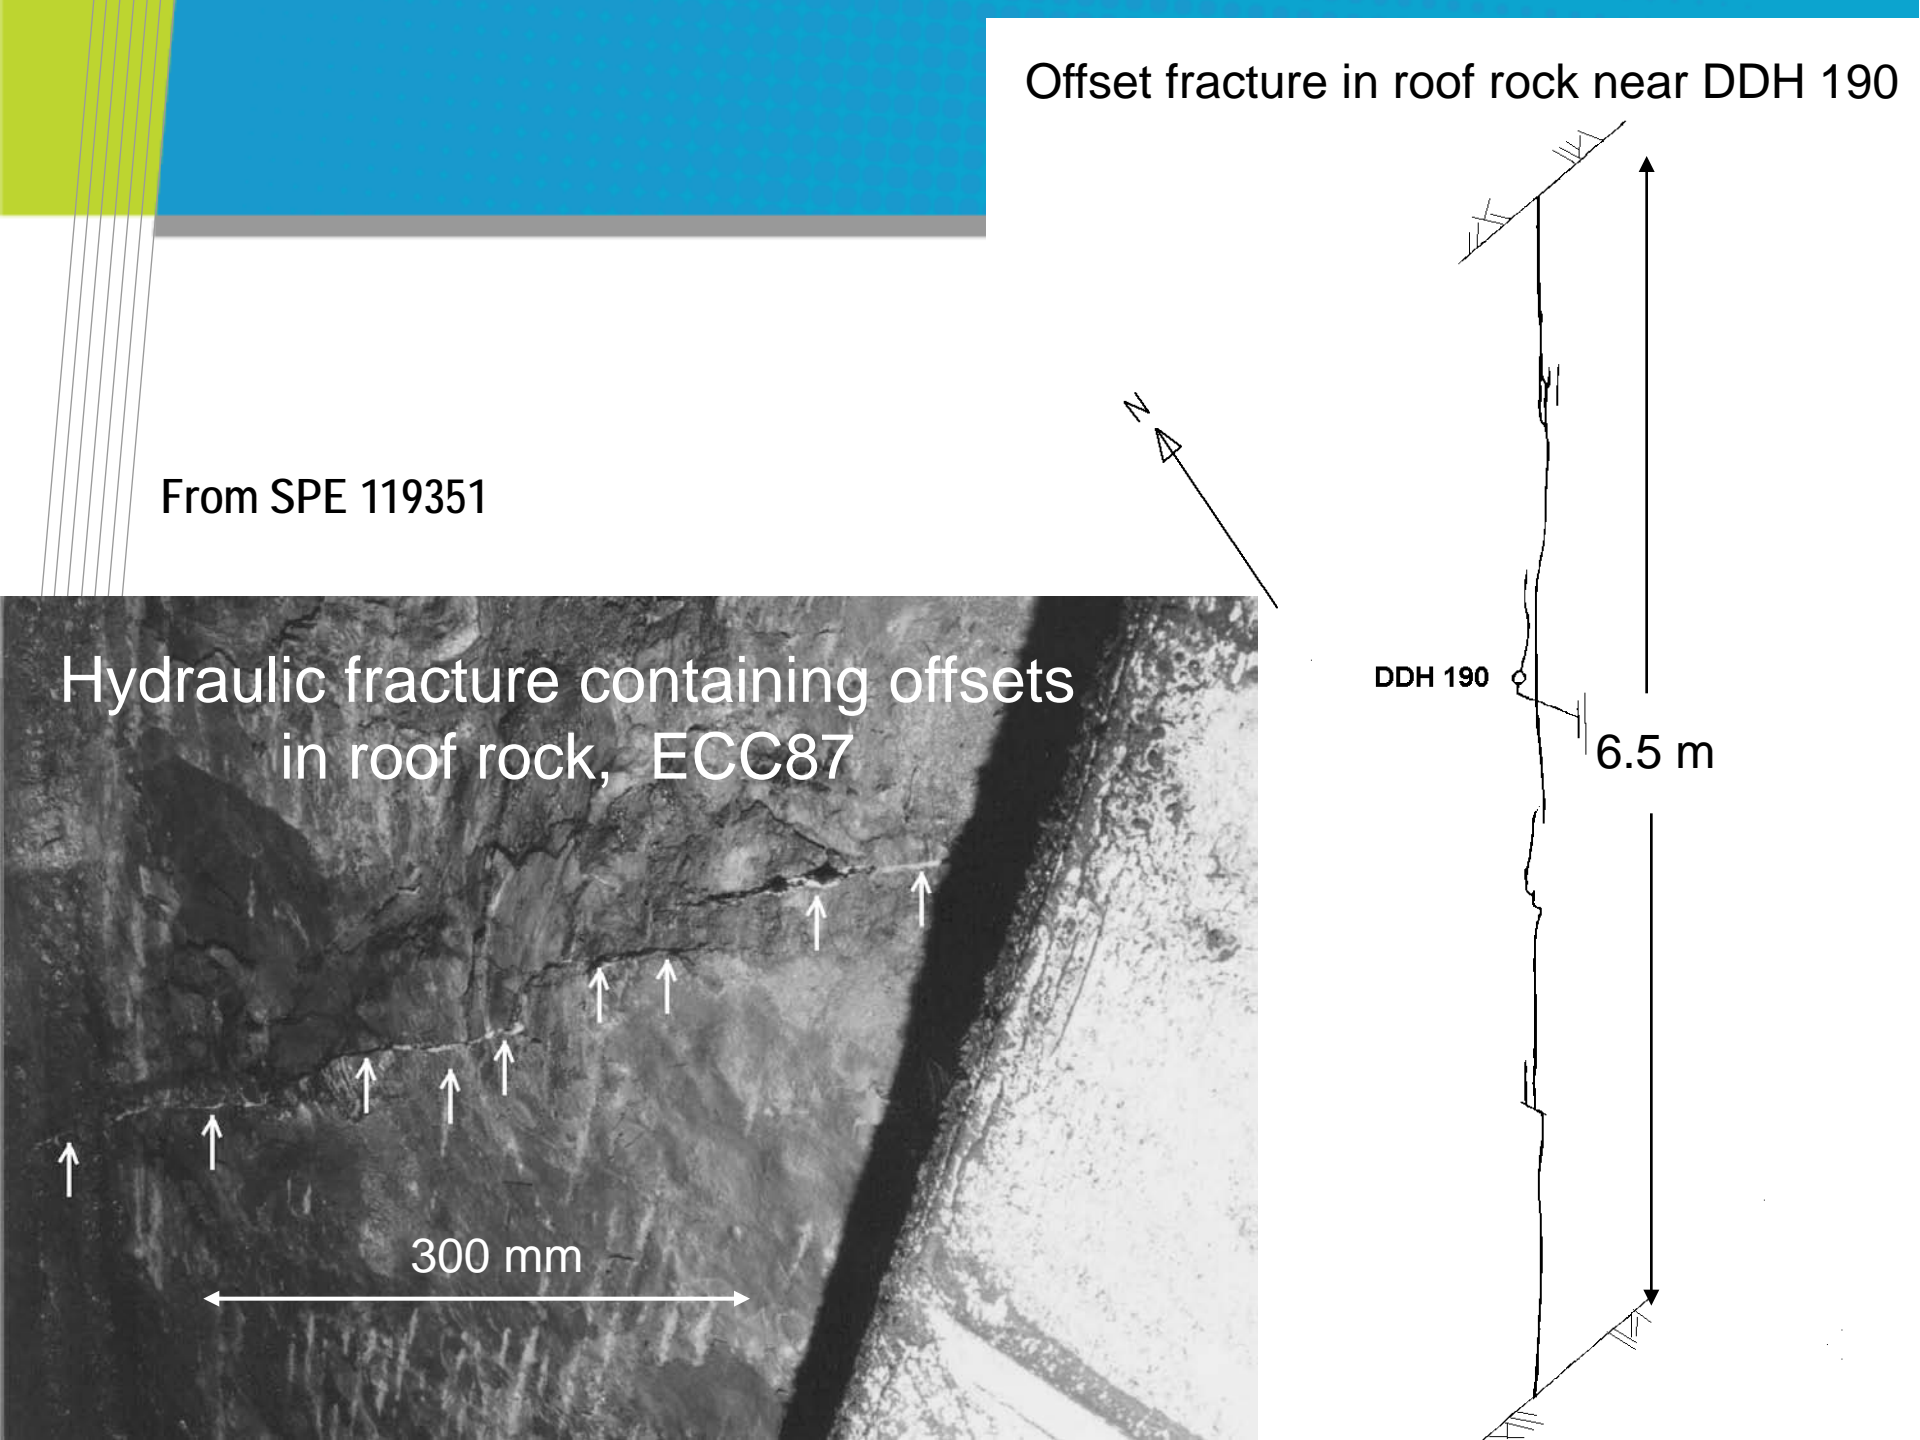 Offset fracture in roof rock near DDH 190
N
From SPE 119351
DDH 190
6.5 m
Hydraulic fracture containing offsets
in roof rock, ECC87
300 mm